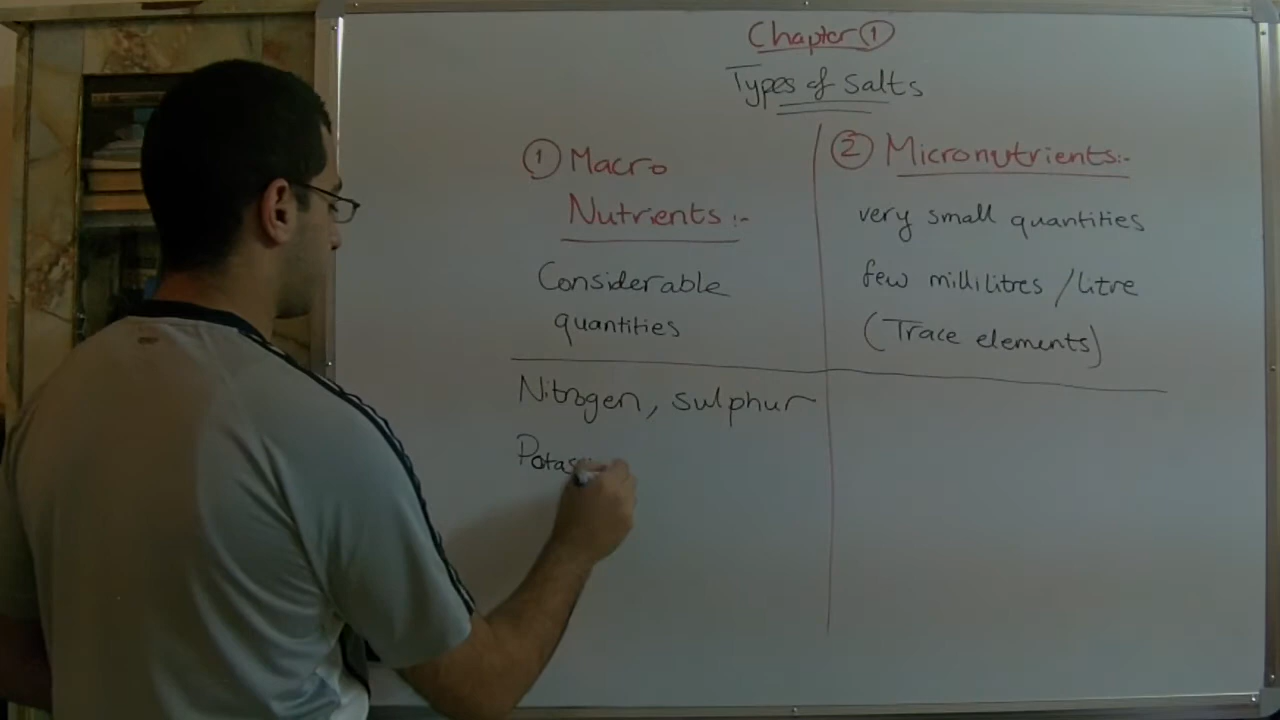 Chapter ①
Types of Salts
① Macro
Nutrients :-
Considerable
quantities
Nitrogen, sulphur
Potas
② Micronutrients:-
very small quantities
few millilitres / litre
(Trace elements)